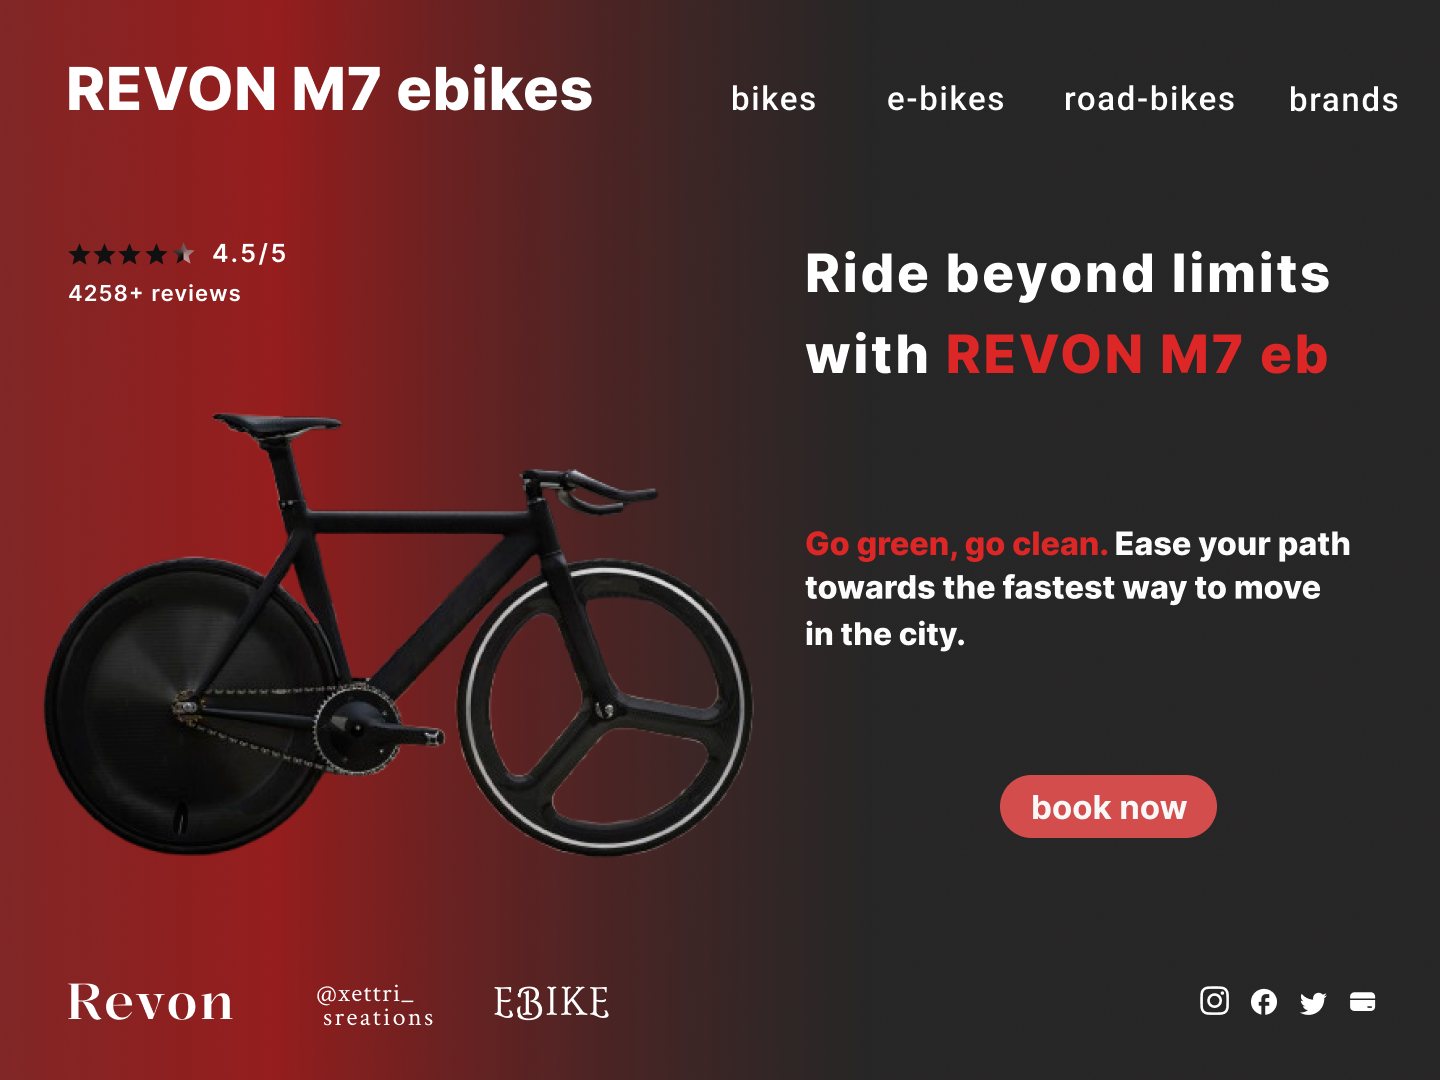 REVON M7 ebikes
bikes e-bikes road-bikes brands
4.5/5
4258+ reviews
Ride beyond limits
with REVON M7 eb
Go green, go clean. Ease your path
towards the fastest way to move
in the city.
book now
Revon
@xettri_
sreations
EBIKE